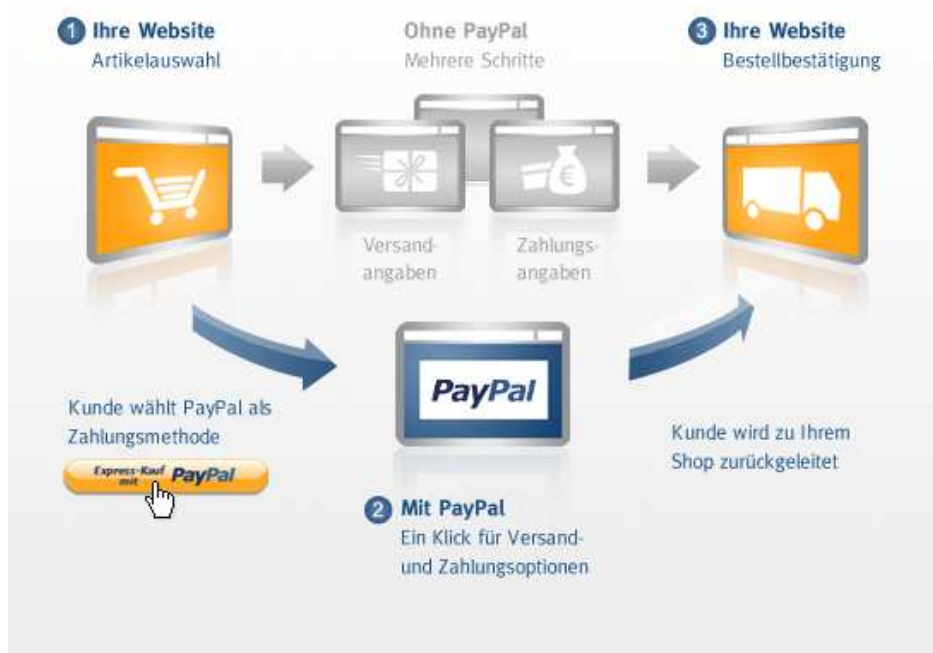 1 Ihre Website
Artikelauswahl
Ohne PayPal
Mehrere Schritte
3 Ihre Website
Bestellbestätigung
€
Versand-
angaben
Zahlungs-
angaben
PayPal
Kunde wählt PayPal als
Zahlungsmethode
Express-Kauf
mit PayPal
Kunde wird zu Ihrem
Shop zurückgeleitet
2 Mit PayPal
Ein Klick für Versand-
und Zahlungsoptionen